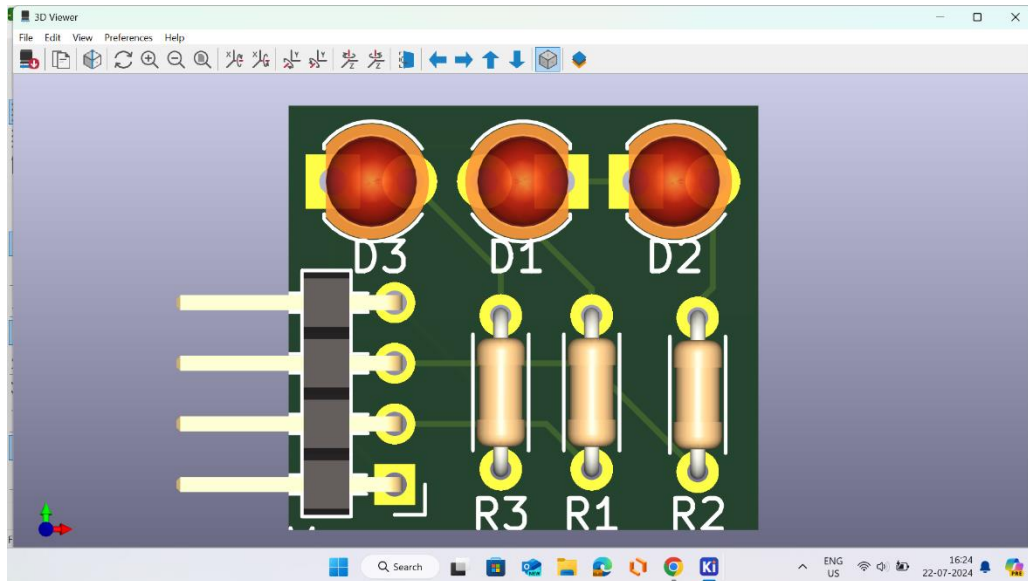 3D Viewer
File Edit View Preferences Help
D3 D1 D2
R3 R1 R2
Search
ENG
US
16:24
22-07-2024